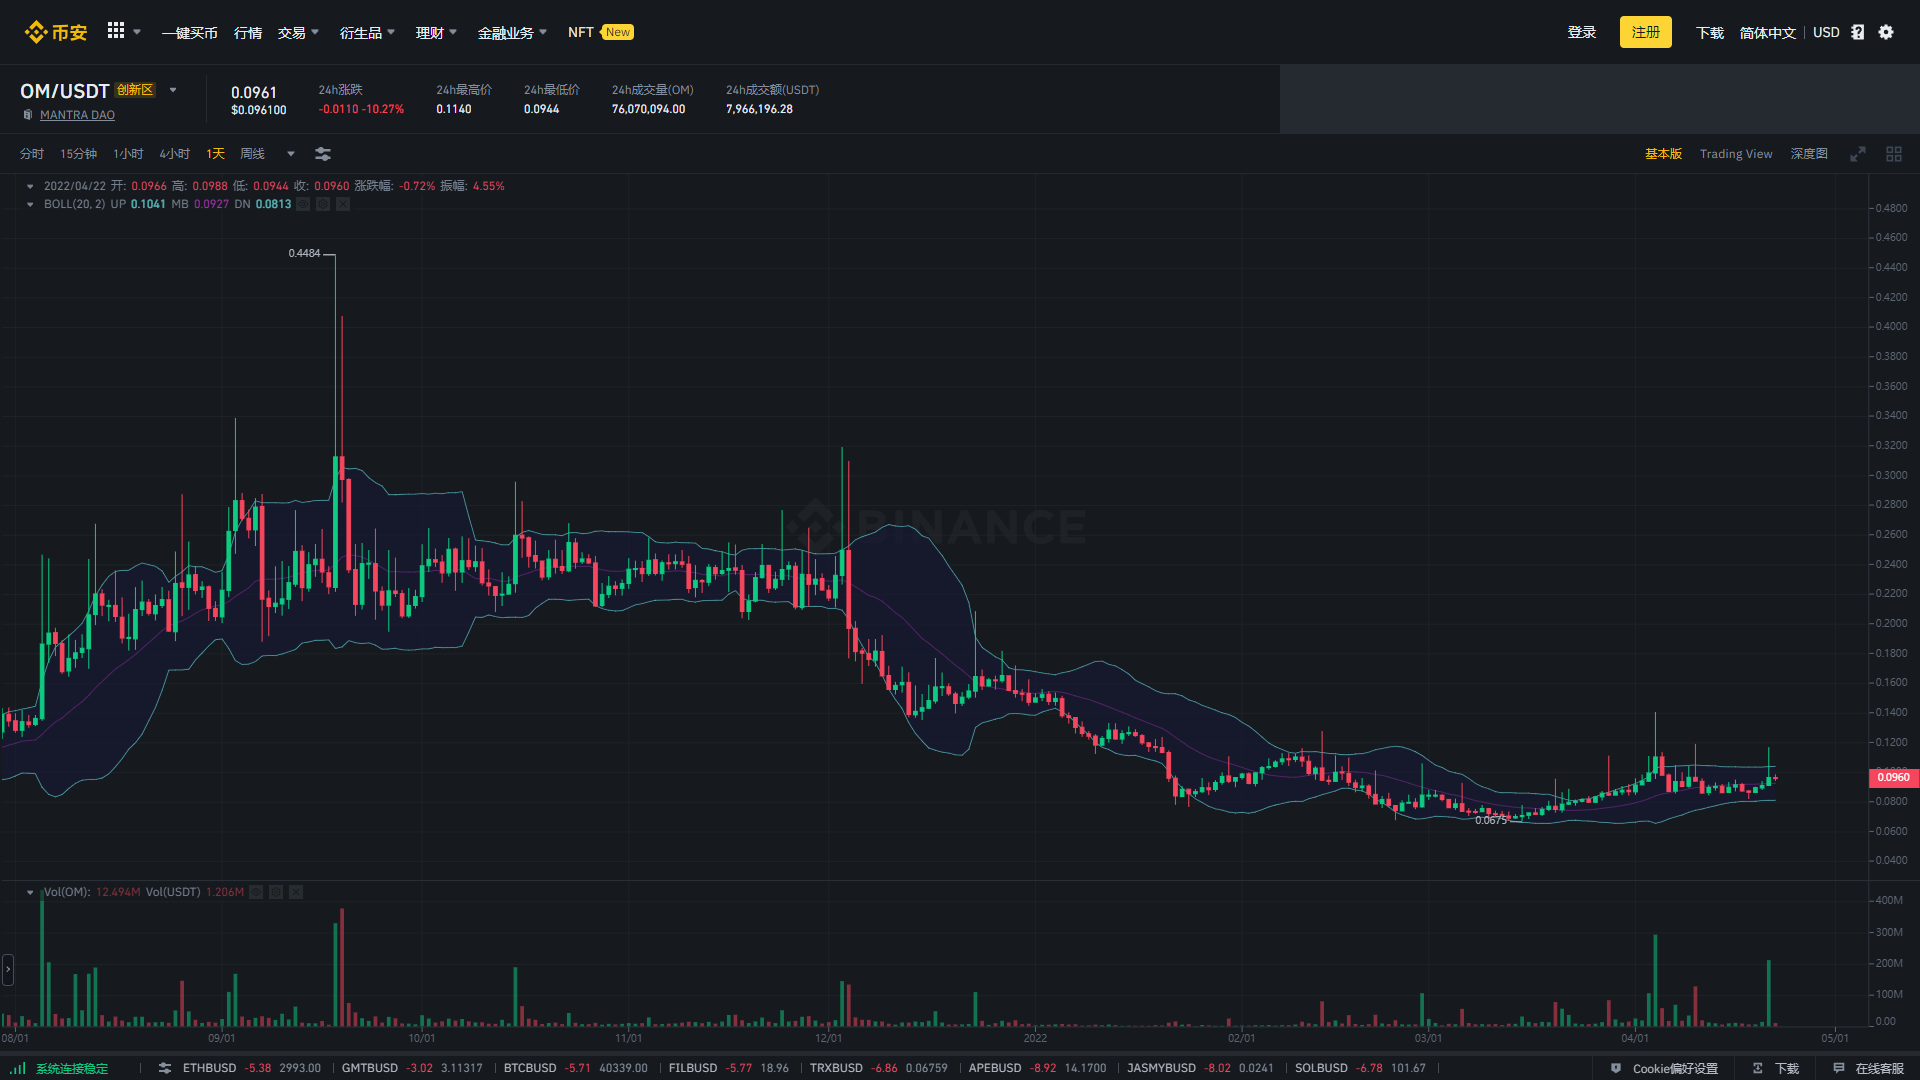 币安 一键买币 行情 交易 衍生品 理财 金融业务 NFT New 登录 注册 下载 简体中文 USD
OM/USDT 创新区
MANTRA DAO
0.0961
$0.096100
24h涨跌
-0.0110 -10.27%
24h最高价
0.1140
24h最低价
0.0944
24h成交量(OM)
76,070,094.00
24h成交额(USDT)
7,966,196.28
分时 15分钟 1小时 4小时 1天 周线 基本版 Trading View 深度图
2022/04/22 开: 0.0966 高: 0.0988 低: 0.0944 收: 0.0960 涨跌幅: -0.72% 振幅: 4.55%
BOLL(20, 2) UP 0.1041 MB 0.0927 DN 0.0813
0.4800
0.4600
0.4484
0.4400
0.4200
0.4000
0.3800
0.3600
0.3400
0.3200
0.3000
0.2800
BINANCE
0.2600
0.2400
0.2200
0.2000
0.1800
0.1600
0.1400
0.1200
0.0960
0.0800
0.0675
0.0600
0.0400
Vol(OM): 12.494M Vol(USDT) 1.206M
400M
300M
200M
100M
0.00
08/01 09/01 10/01 11/01 12/01 2022 02/01 03/01 04/01 05/01
系统连接稳定 ETHBUSD -5.38 2993.00 GMTBUSD -3.02 3.11317 BTCBUSD -5.71 40339.00 FILBUSD -5.77 18.96 TRXBUSD -6.86 0.06759 APEBUSD -8.92 14.1700 JASMYBUSD -8.02 0.0241 SOLBUSD -6.78 101.67 Cookie偏好设置 下载 在线客服